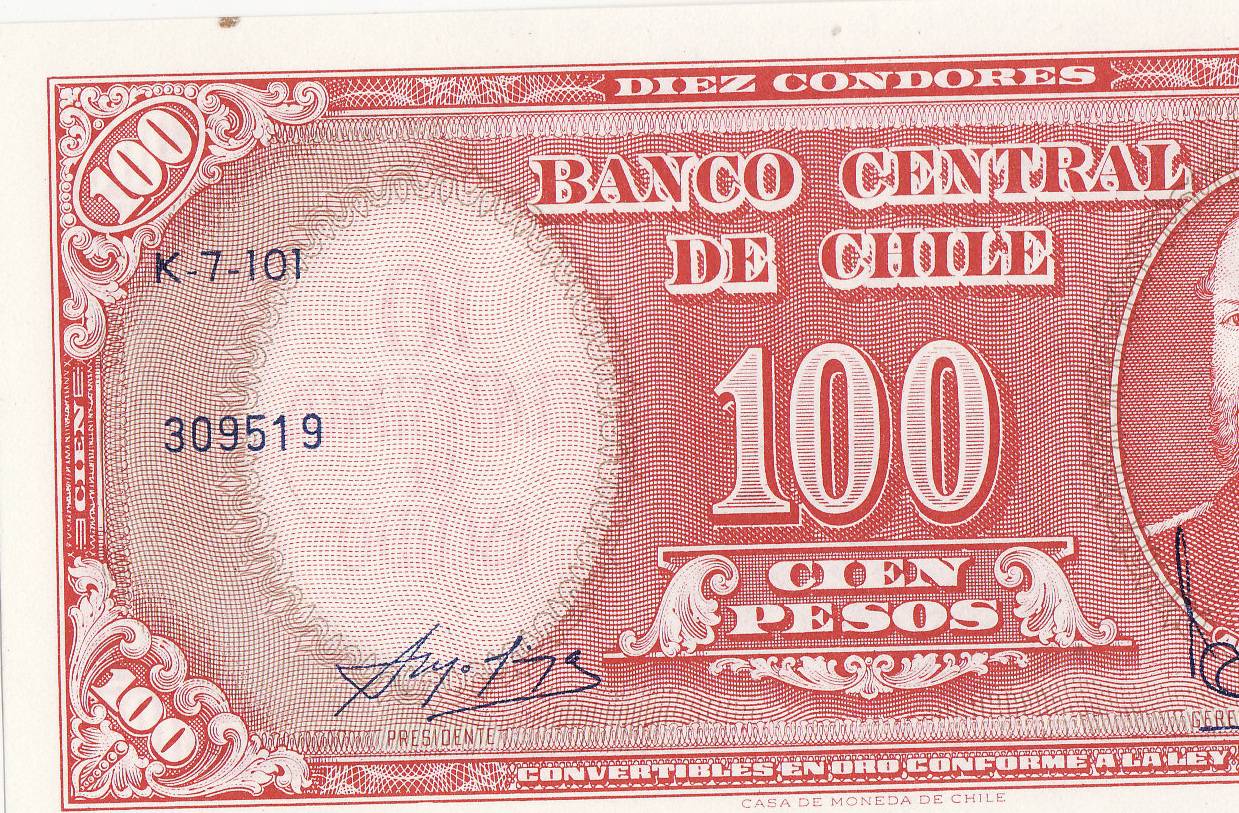 DIEZ CONDORES
100
BANCO CENTRAL
DE CHILE
K-7-101
309519
CIEN
100
CIEN
PESOS
100
PRESIDENTE
CONVERTIBLES EN ORO CONFORME A LA LEY
CASA DE MONEDA DE CHILE